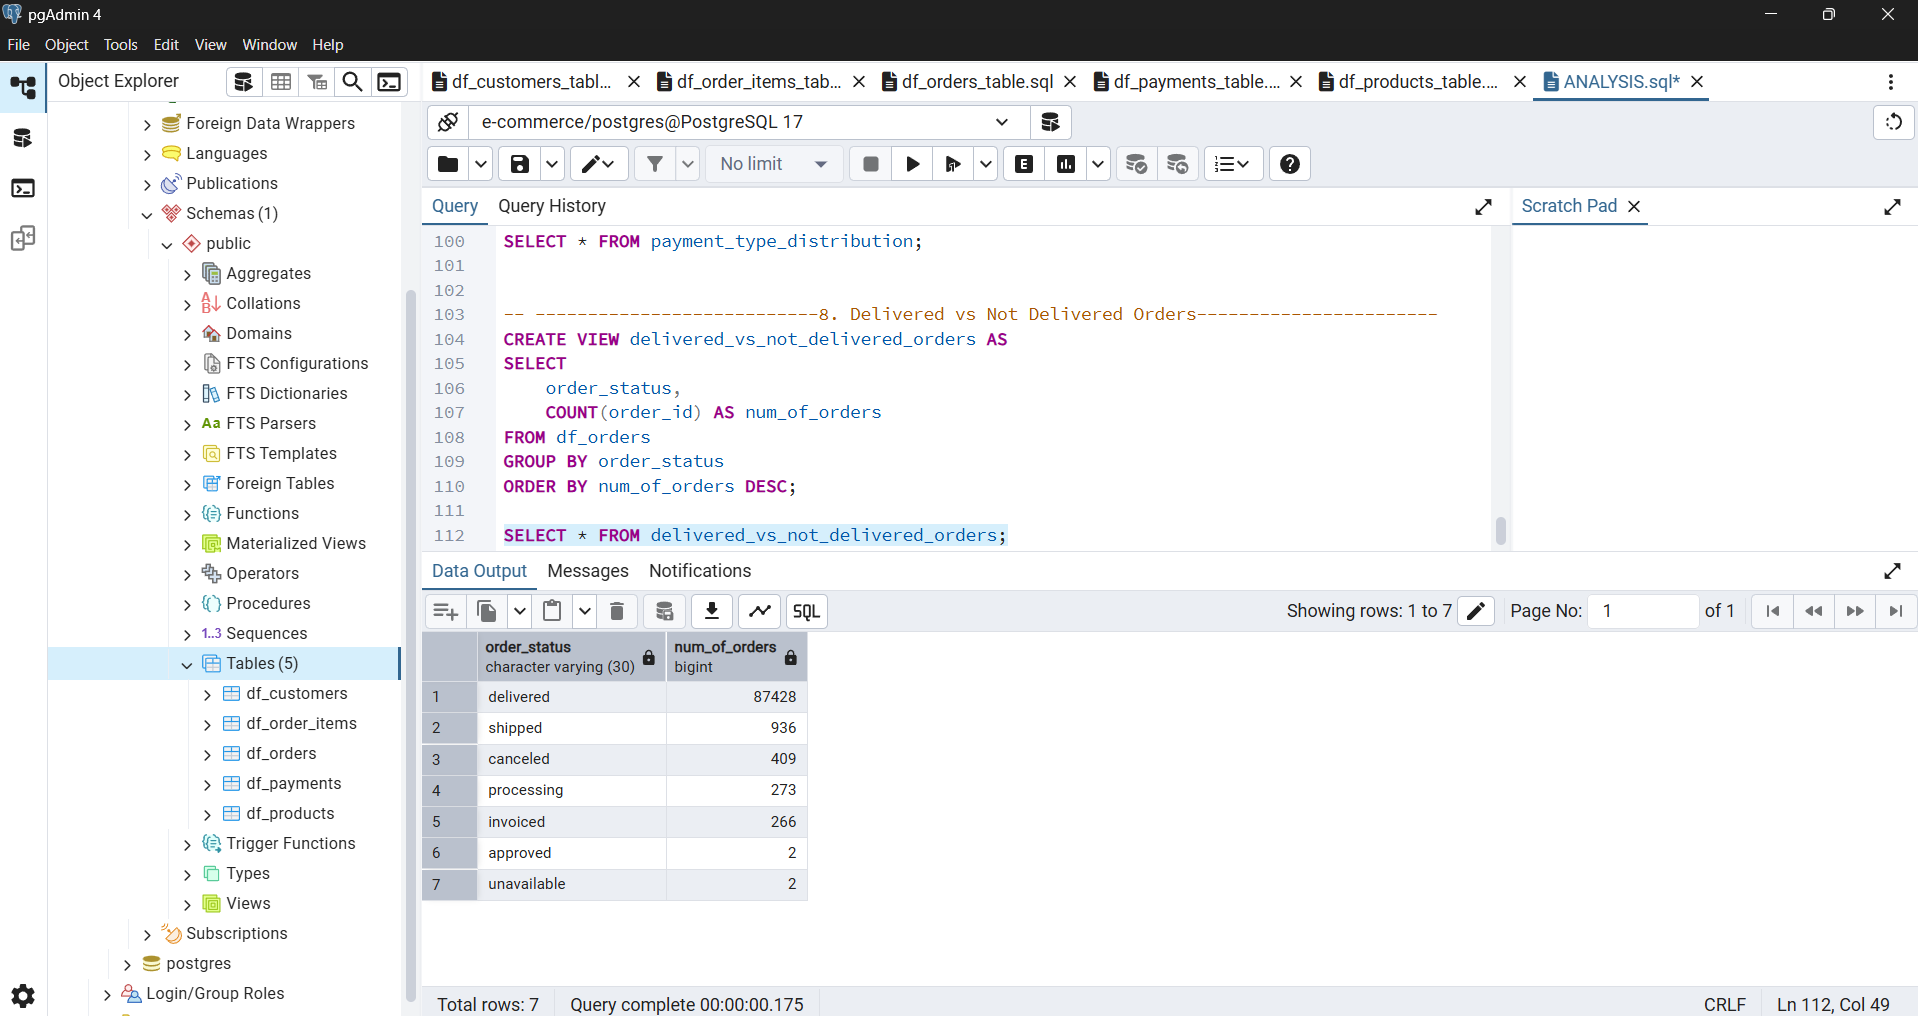 pgAdmin 4
File Object Tools Edit View Window Help
Object Explorer
df_customers_tabl...
df_order_items_tab...
df_orders_table.sql
df_payments_table....
df_products_table....
ANALYSIS.sql*
Foreign Data Wrappers
Languages
Publications
Schemas (1)
public
Aggregates
Collations
Domains
FTS Configurations
FTS Dictionaries
Aa FTS Parsers
FTS Templates
Foreign Tables
Functions
Materialized Views
Operators
Procedures
1..3 Sequences
Tables (5)
df_customers
df_order_items
df_orders
df_payments
df_products
Trigger Functions
Types
Views
Subscriptions
postgres
Login/Group Roles
e-commerce/postgres@PostgreSQL 17
No limit
E
Query Query History
Scratch Pad
100 SELECT * FROM payment_type_distribution;
101
102
103 -- ---------------------------8. Delivered vs Not Delivered Orders-----------------------
104 CREATE VIEW delivered_vs_not_delivered_orders AS
105 SELECT
106 order_status,
107 COUNT(order_id) AS num_of_orders
108 FROM df_orders
109 GROUP BY order_status
110 ORDER BY num_of_orders DESC;
111
112 SELECT * FROM delivered_vs_not_delivered_orders;
Data Output Messages Notifications
SQL
Showing rows: 1 to 7
Page No: 1 of 1
order_status num_of_orders
character varying (30) bigint
1 delivered 87428
2 shipped 936
3 canceled 409
4 processing 273
5 invoiced 266
6 approved 2
7 unavailable 2
Total rows: 7 Query complete 00:00:00.175 CRLF Ln 112, Col 49